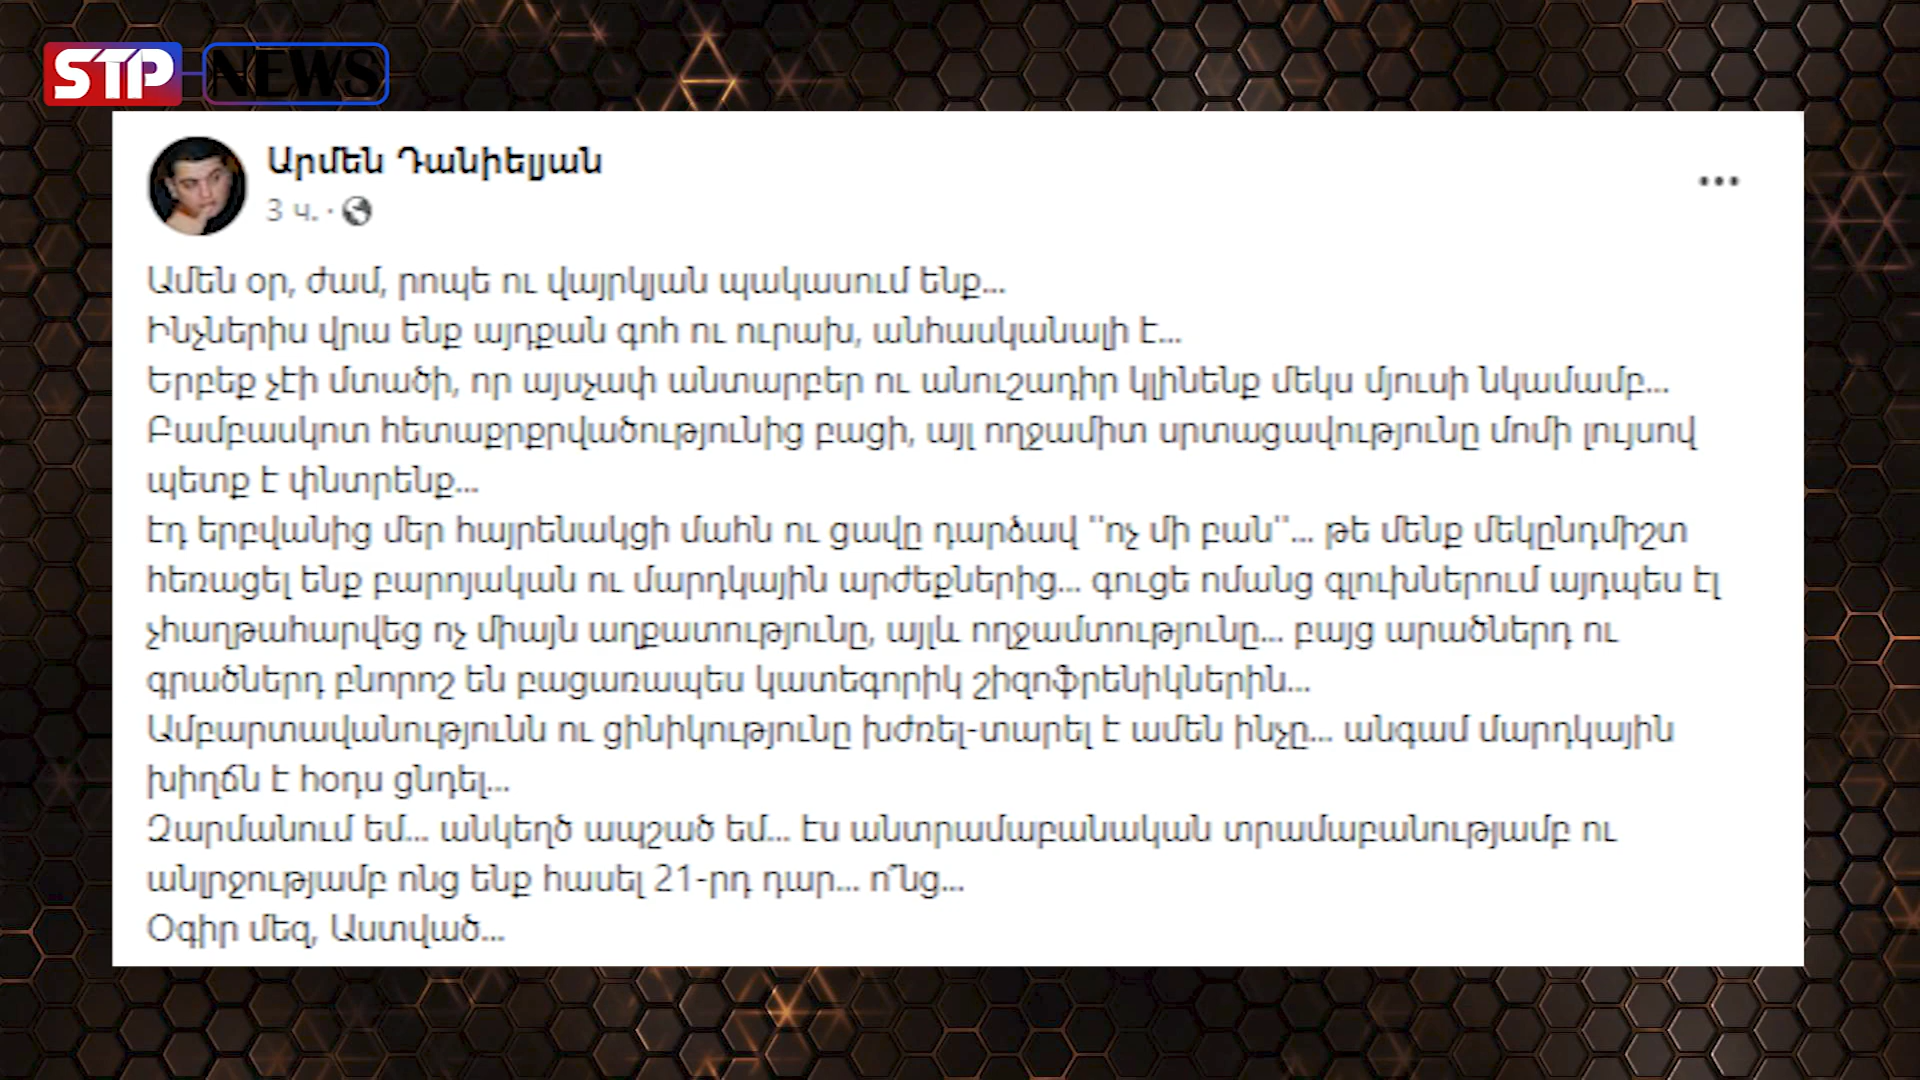 STP NEWS
Արմեն Դանիելյան
3 ч. ·
Ամեն օր, ժամ, րոպե ու վայրկյան պակասում ենք...
Ինչներիս վրա ենք այդքան գոհ ու ուրախ, անհասկանալի է...
Երբեք չէի մտածի, որ այսչափ անտարբեր ու անուշադիր կլինենք մեկս մյուսի նկամամբ...
Բամբասկոտ հետաքրքրվածությունից բացի, այլ ողջամիտ սրտացավությունը մոմի լույսով
պետք է փնտրենք...
էդ երբվանից մեր հայրենակցի մահն ու ցավը դարձավ ''ոչ մի բան''... թե մենք մեկընդմիշտ
հեռացել ենք բարոյական ու մարդկային արժեքներից... գուցե ոմանց գլուխներում այդպես էլ
չհաղթահարվեց ոչ միայն աղքատությունը, այլև ողջամտությունը... բայց արածներդ ու
գրածներդ բնորոշ են բացառապես կատեգորիկ շիզոֆրենիկներին...
Ամբարտավանությունն ու ցինիկությունը խժռել-տարել է ամեն ինչը... անգամ մարդկային
խիղճն է հօդս ցնդել...
Զարմանում եմ... անկեղծ ապշած եմ... էս անտրամաբանական տրամաբանությամբ ու
անլրջությամբ ոնց ենք հասել 21-րդ դար... ո՞նց...
Օգիր մեզ, Աստված...